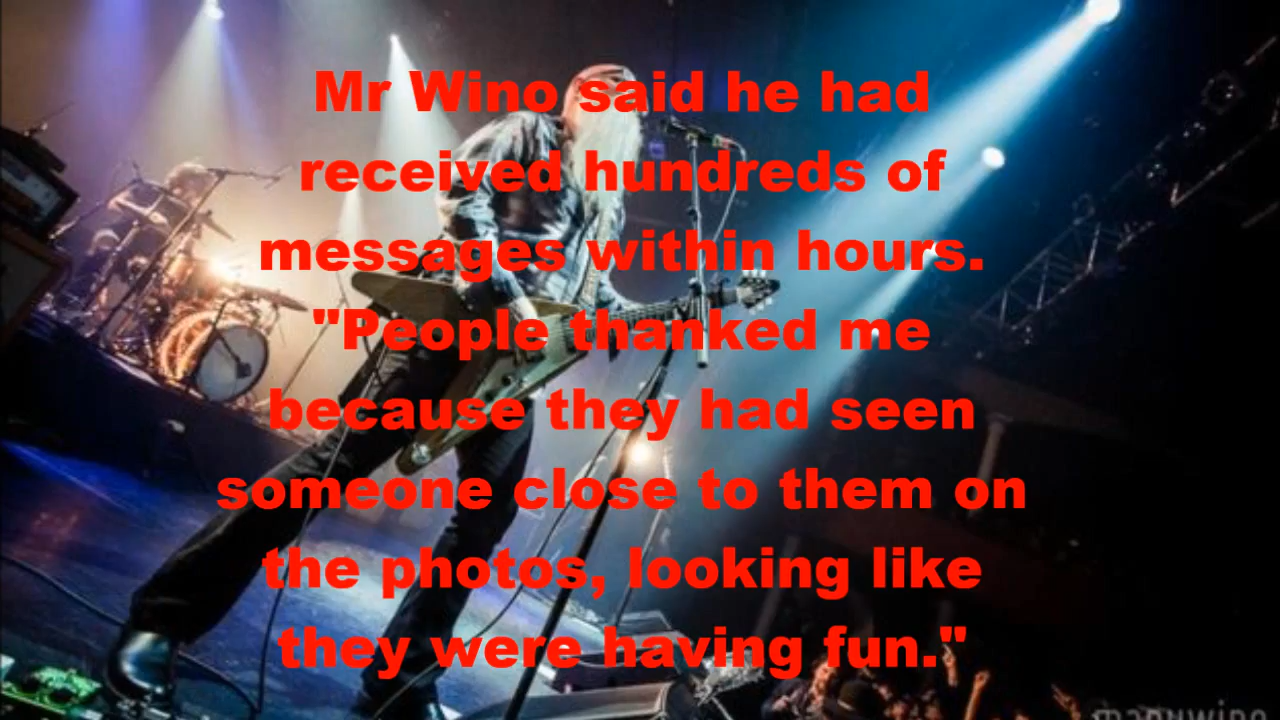 Mr Wino said he had
received hundreds of
messages within hours.
"People thanked me
because they had seen
someone close to them on
the photos, looking like
they were having fun."
manuwino